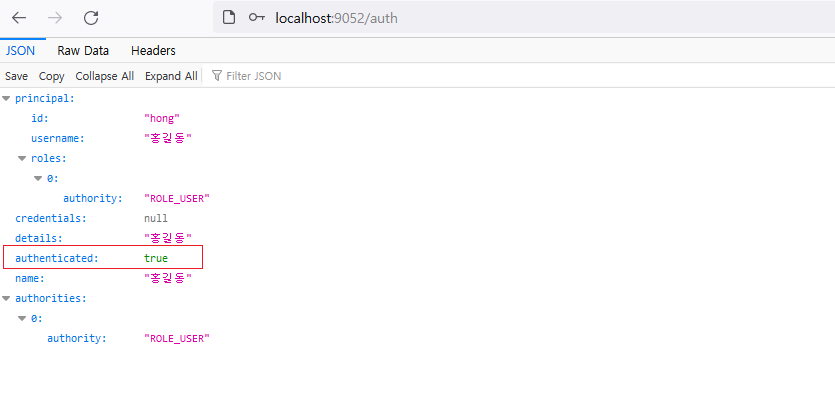 localhost:9052/auth
JSON Raw Data Headers
Save Copy Collapse All Expand All Filter JSON
principal:
id: "hong"
username: "홍길동"
roles:
0:
authority: "ROLE_USER"
credentials: null
details: "홍길동"
authenticated: true
name: "홍길동"
authorities:
0:
authority: "ROLE_USER"